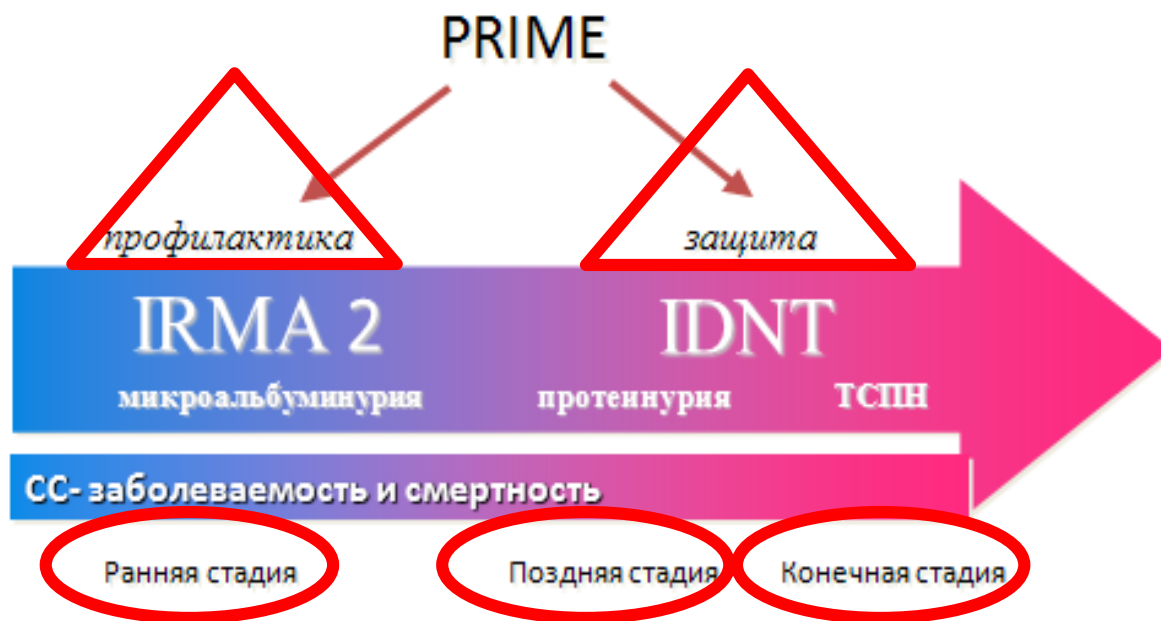 PRIME
профилактика защита
IRMA 2 IDNT
микроальбуминурия протеинурия ТСПН
СС- заболеваемость и смертность
Ранняя стадия Поздняя стадия Конечная стадия